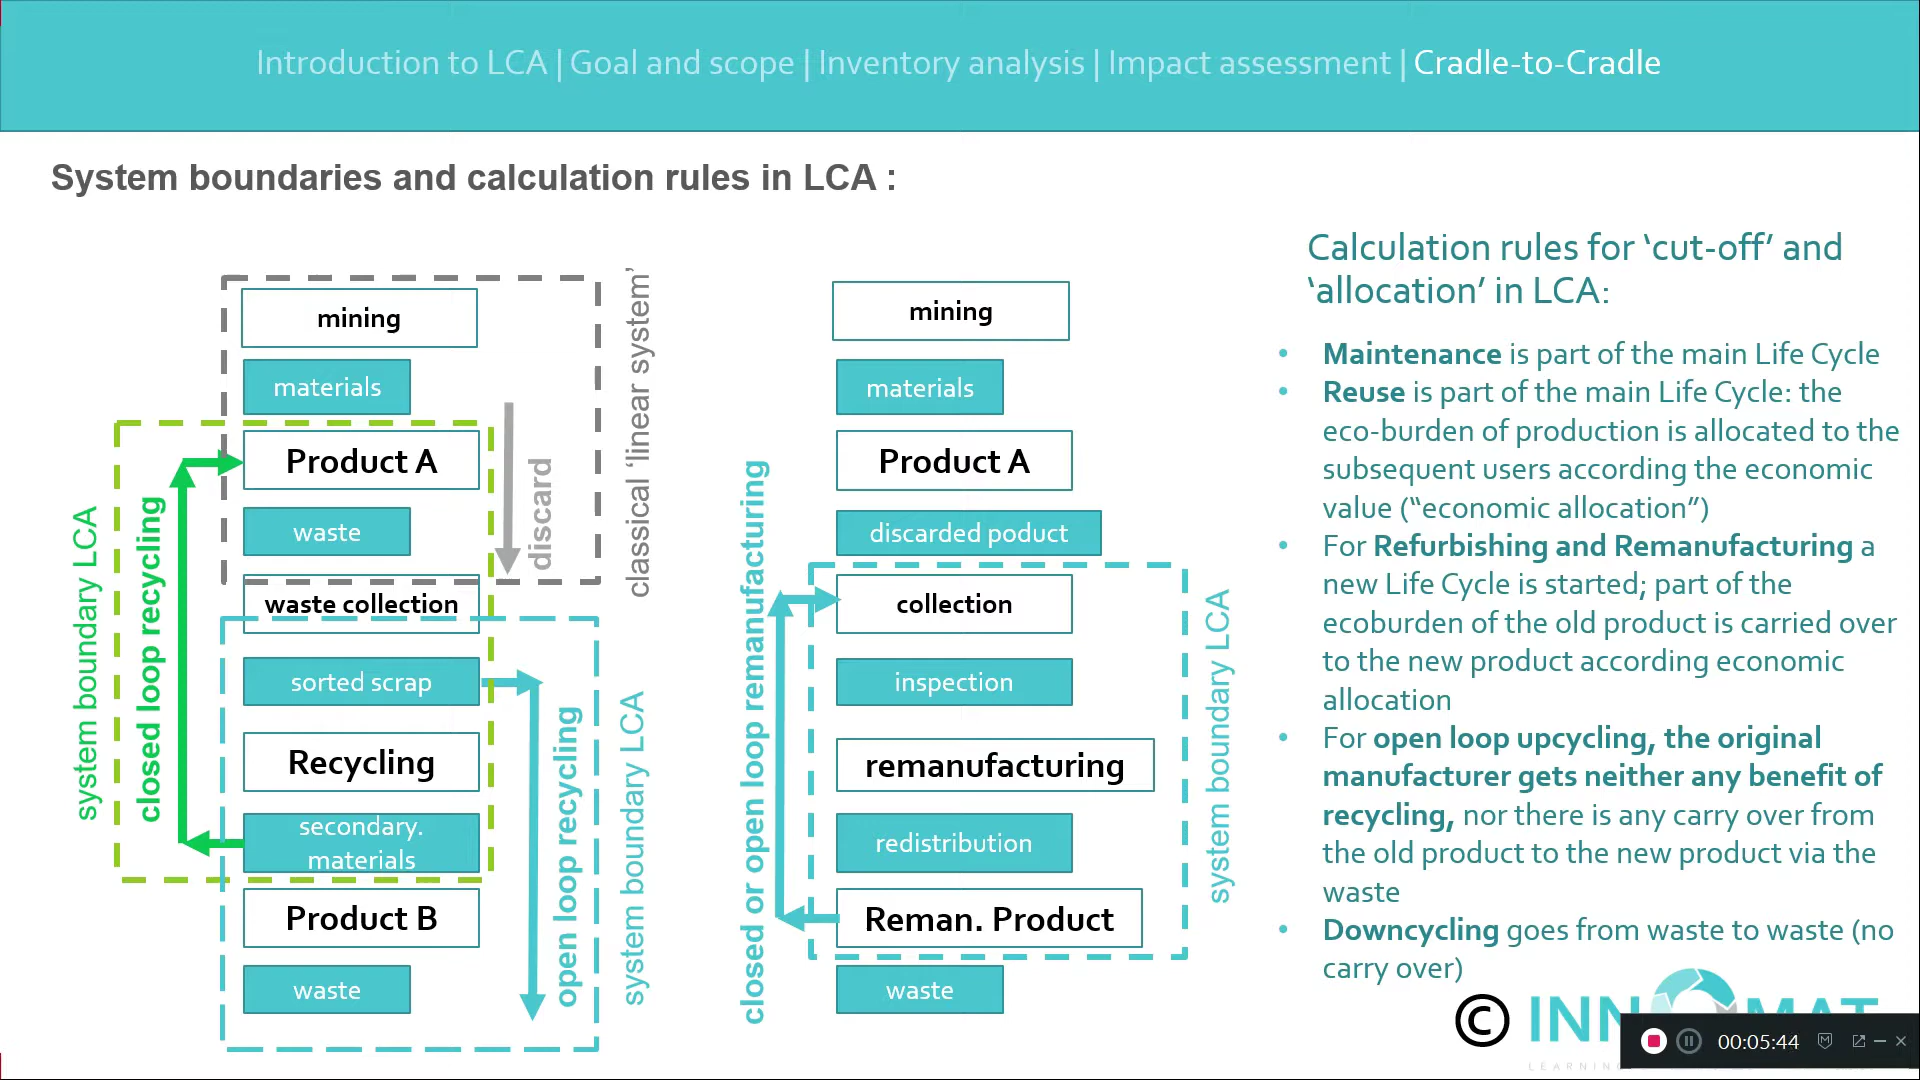 Introduction to LCA | Goal and scope | Inventory analysis | Impact assessment | Cradle-to-Cradle
System boundaries and calculation rules in LCA :
mining
materials
Product A
waste
waste collection
sorted scrap
Recycling
secondary.
materials
Product B
waste
system boundary LCA
closed loop recycling
discard
classical ‘linear system’
open loop recycling
system boundary LCA
mining
materials
Product A
discarded poduct
collection
inspection
remanufacturing
redistribution
Reman. Product
waste
closed or open loop remanufacturing
system boundary LCA
Calculation rules for ‘cut-off’ and
‘allocation’ in LCA:
• Maintenance is part of the main Life Cycle
• Reuse is part of the main Life Cycle: the
eco-burden of production is allocated to the
subsequent users according the economic
value (“economic allocation”)
• For Refurbishing and Remanufacturing a
new Life Cycle is started; part of the
ecoburden of the old product is carried over
to the new product according economic
allocation
• For open loop upcycling, the original
manufacturer gets neither any benefit of
recycling, nor there is any carry over from
the old product to the new product via the
waste
• Downcycling goes from waste to waste (no
carry over)
© INN MAT
LEARNING
00:05:44